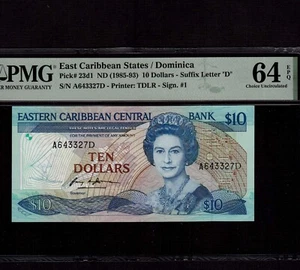 PMG
PER MONEY GUARANTY
East Caribbean States / Dominica
Pick# 23d1 ND (1985-93) 10 Dollars - Suffix Letter "D"
S/N A643327D - Printer: TDLR - Sign. #1
64 EPQ
Choice Uncirculated
EASTERN CARIBBEAN CENTRAL BANK
$10
A643327D
A643327D
TEN
DOLLARS
$10
$10